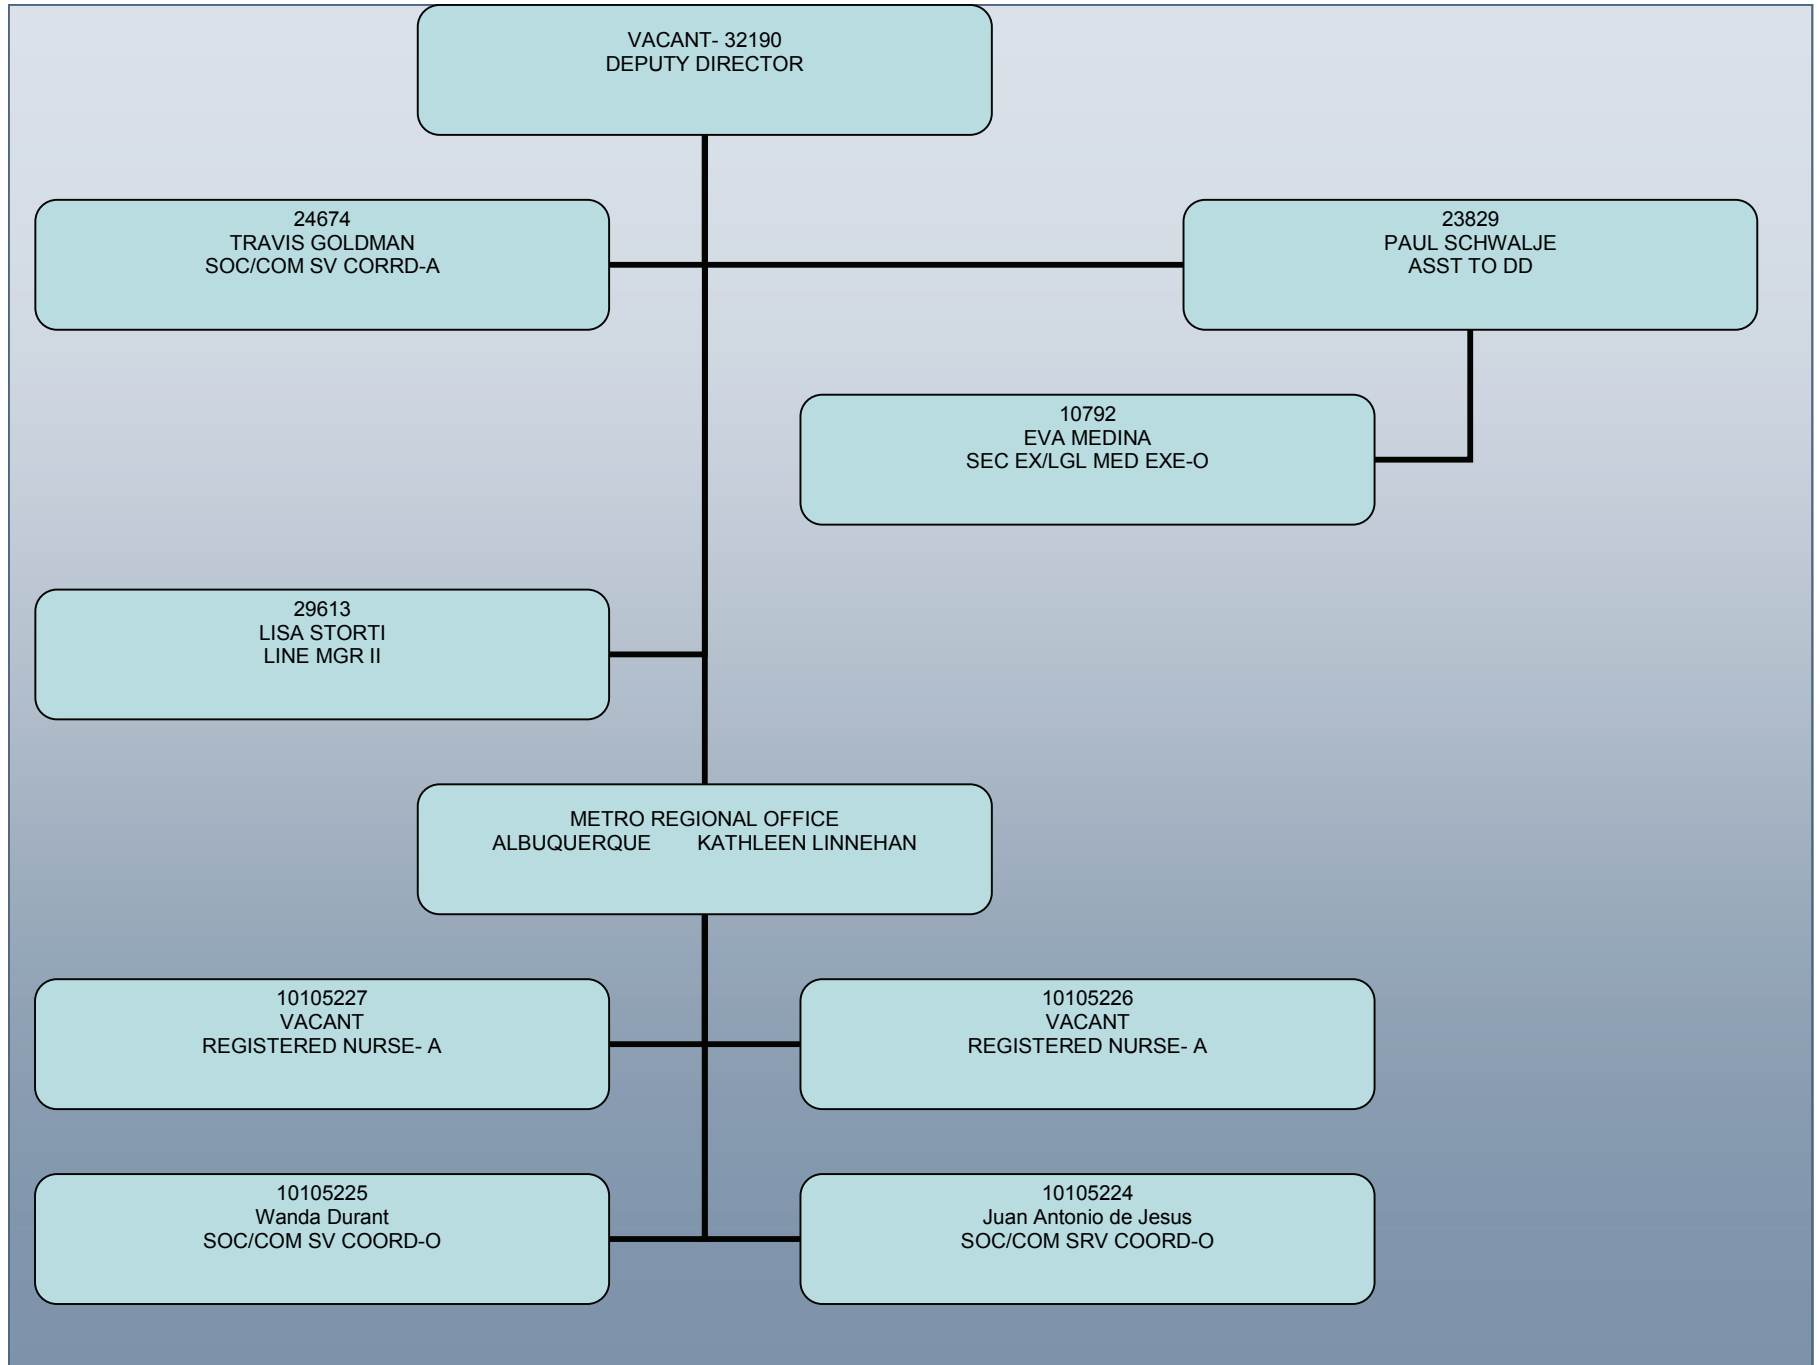 VACANT- 32190
DEPUTY DIRECTOR
24674
TRAVIS GOLDMAN
SOC/COM SV CORRD-A
23829
PAUL SCHWALJE
ASST TO DD
10792
EVA MEDINA
SEC EX/LGL MED EXE-O
29613
LISA STORTI
LINE MGR II
METRO REGIONAL OFFICE
ALBUQUERQUE KATHLEEN LINNEHAN
10105227
VACANT
REGISTERED NURSE- A
10105226
VACANT
REGISTERED NURSE- A
10105225
Wanda Durant
SOC/COM SV COORD-O
10105224
Juan Antonio de Jesus
SOC/COM SRV COORD-O